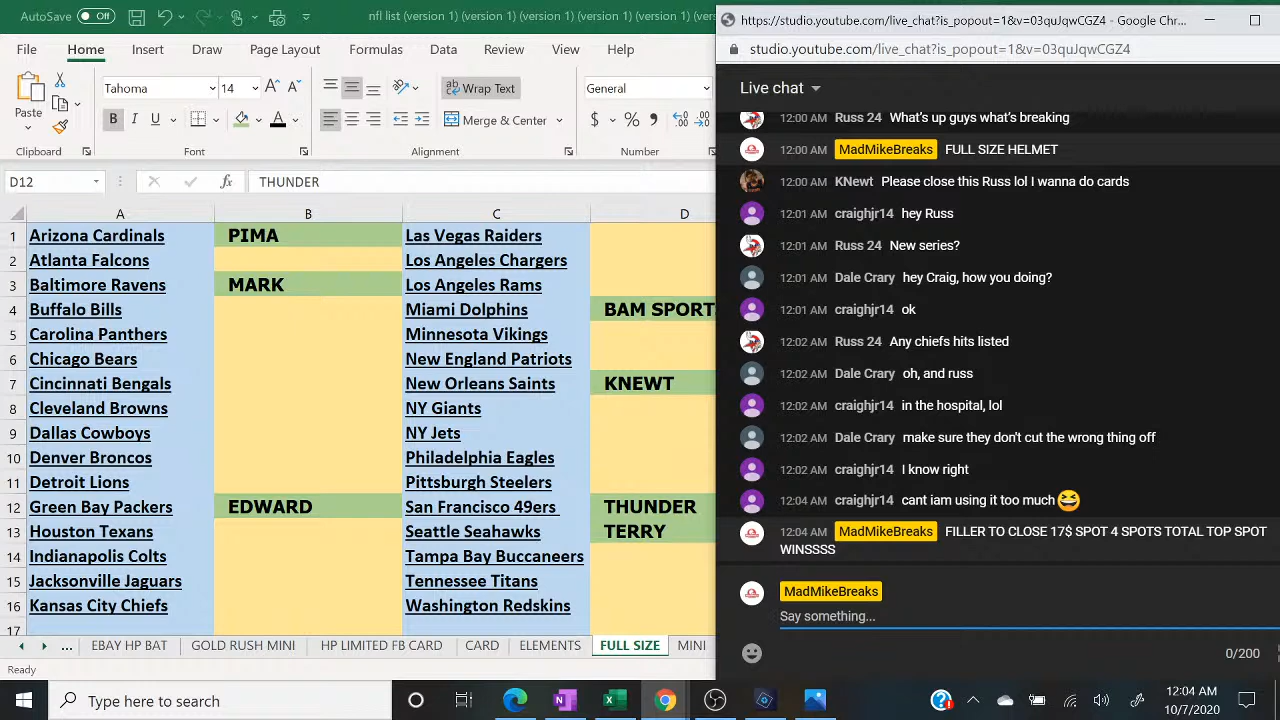 AutoSave Off nfl list (version 1) (version 1) (version 1)
File Home Insert Draw Page Layout Formulas Data Review View Help
Paste
Tahoma 14
B I U A
Wrap Text
Merge & Center
General
$ %
Clipboard Font Alignment Number
D12 fx THUNDER
A B C D
1 Arizona Cardinals PIMA Las Vegas Raiders
2 Atlanta Falcons Los Angeles Chargers
3 Baltimore Ravens MARK Los Angeles Rams
4 Buffalo Bills Miami Dolphins BAM SPORT
5 Carolina Panthers Minnesota Vikings
6 Chicago Bears New England Patriots
7 Cincinnati Bengals New Orleans Saints KNEWT
8 Cleveland Browns NY Giants
9 Dallas Cowboys NY Jets
10 Denver Broncos Philadelphia Eagles
11 Detroit Lions Pittsburgh Steelers
12 Green Bay Packers EDWARD San Francisco 49ers THUNDER
13 Houston Texans Seattle Seahawks TERRY
14 Indianapolis Colts Tampa Bay Buccaneers
15 Jacksonville Jaguars Tennessee Titans
16 Kansas City Chiefs Washington Redskins
17
... EBAY HP BAT GOLD RUSH MINI HP LIMITED FB CARD CARD ELEMENTS FULL SIZE MINI
Ready
https://studio.youtube.com/live_chat?is_popout=1&v=03quJqwCGZ4 - Google Chr...
studio.youtube.com/live_chat?is_popout=1&v=03quJqwCGZ4
Live chat
12:00 AM Russ 24 What's up guys what's breaking
12:00 AM MadMikeBreaks FULL SIZE HELMET
12:00 AM KNewt Please close this Russ lol I wanna do cards
12:01 AM craighjr14 hey Russ
12:01 AM Russ 24 New series?
12:01 AM Dale Crary hey Craig, how you doing?
12:01 AM craighjr14 ok
12:02 AM Russ 24 Any chiefs hits listed
12:02 AM Dale Crary oh, and russ
12:02 AM craighjr14 in the hospital, lol
12:02 AM Dale Crary make sure they don't cut the wrong thing off
12:02 AM craighjr14 I know right
12:04 AM craighjr14 cant iam using it too much😆
12:04 AM MadMikeBreaks FILLER TO CLOSE 17$ SPOT 4 SPOTS TOTAL TOP SPOT
WINSSSS
MadMikeBreaks
Say something...
0/200
Type here to search
12:04 AM
10/7/2020